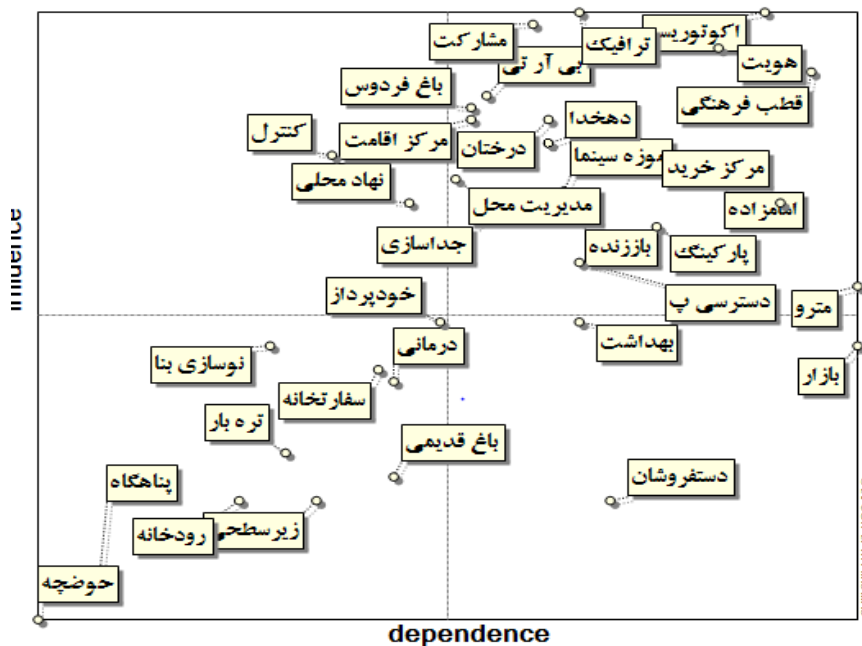 اکوتوریس
ترافیک
مشارکت
هویت
بی آر تی
باغ فردوس
قطب فرهنگی
دهخدا
کنترل
مرکز اقامت
درختان
موزه سینما
مرکز خرید
نهاد محلی
مدیریت محل
امامزاده
جداسازی
باززنده
پارکینگ
خودپرداز
دسترسی پ
مترو
درمانی
بهداشت
نوسازی بنا
بازار
سفارتخانه
تره بار
باغ قدیمی
دستفروشان
پناهگاه
زیرسطحی
رودخانه
حوضچه
influence
dependence